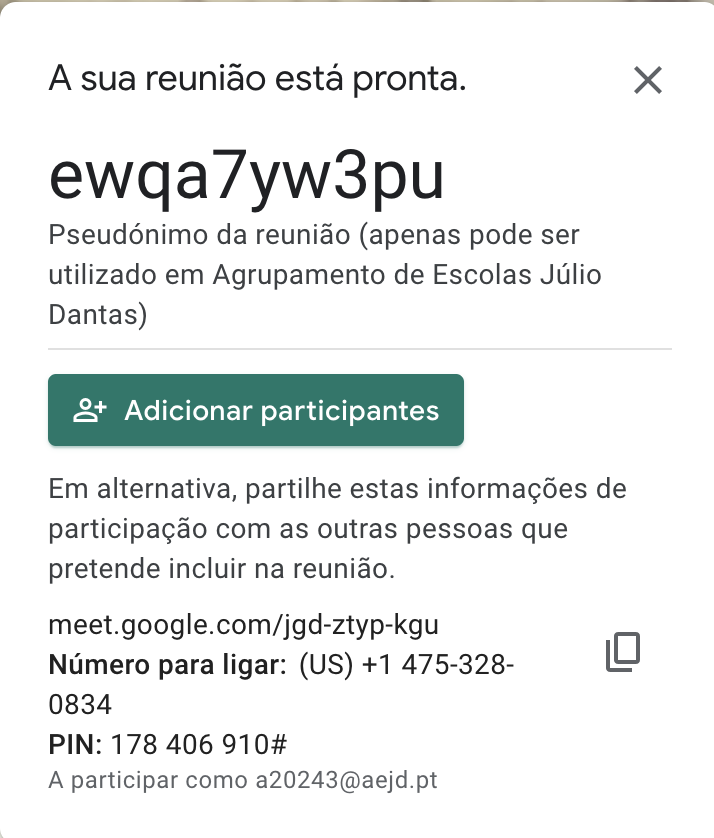 A sua reunião está pronta.
ewqa7yw3pu
Pseudónimo da reunião (apenas pode ser
utilizado em Agrupamento de Escolas Júlio
Dantas)
Adicionar participantes
Em alternativa, partilhe estas informações de
participação com as outras pessoas que
pretende incluir na reunião.
meet.google.com/jgd-ztyp-kgu
Número para ligar: (US) +1 475-328-
0834
PIN: 178 406 910#
A participar como a20243@aejd.pt